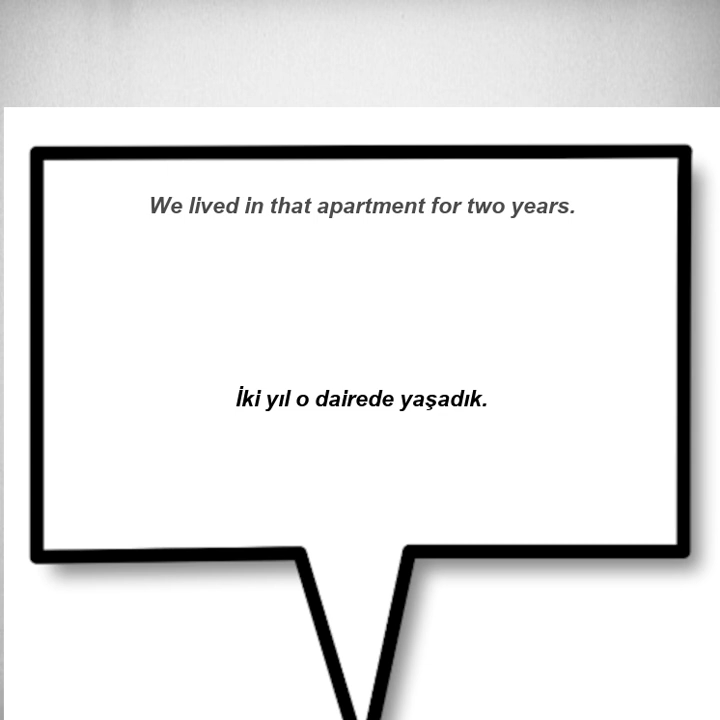 We lived in that apartment for two years.
İki yıl o dairede yaşadık.